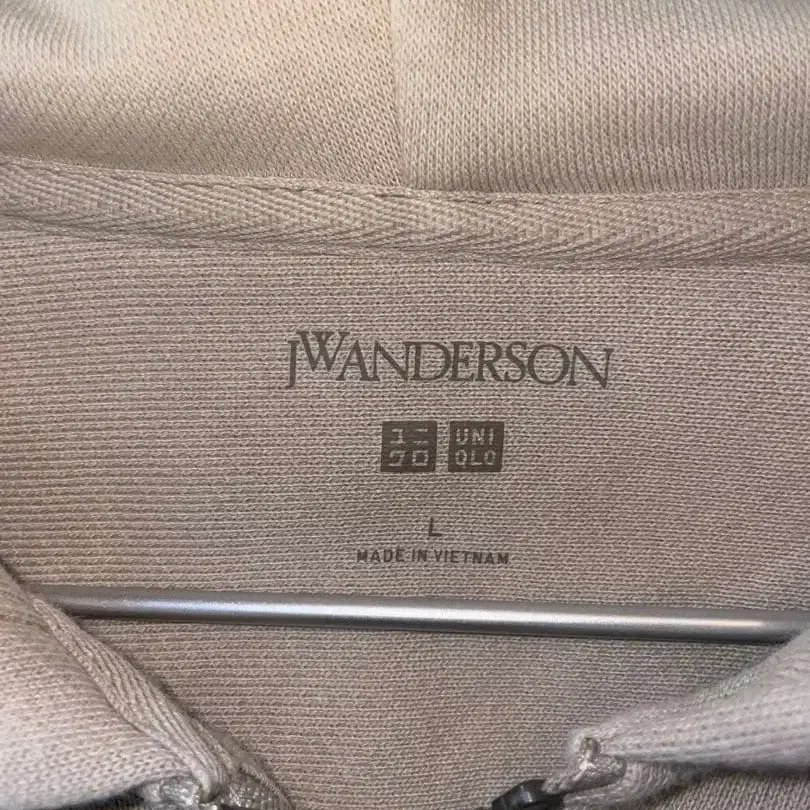 JWANDERSON
ユニ UNI
クロ QLO
L
MADE IN VIETNAM